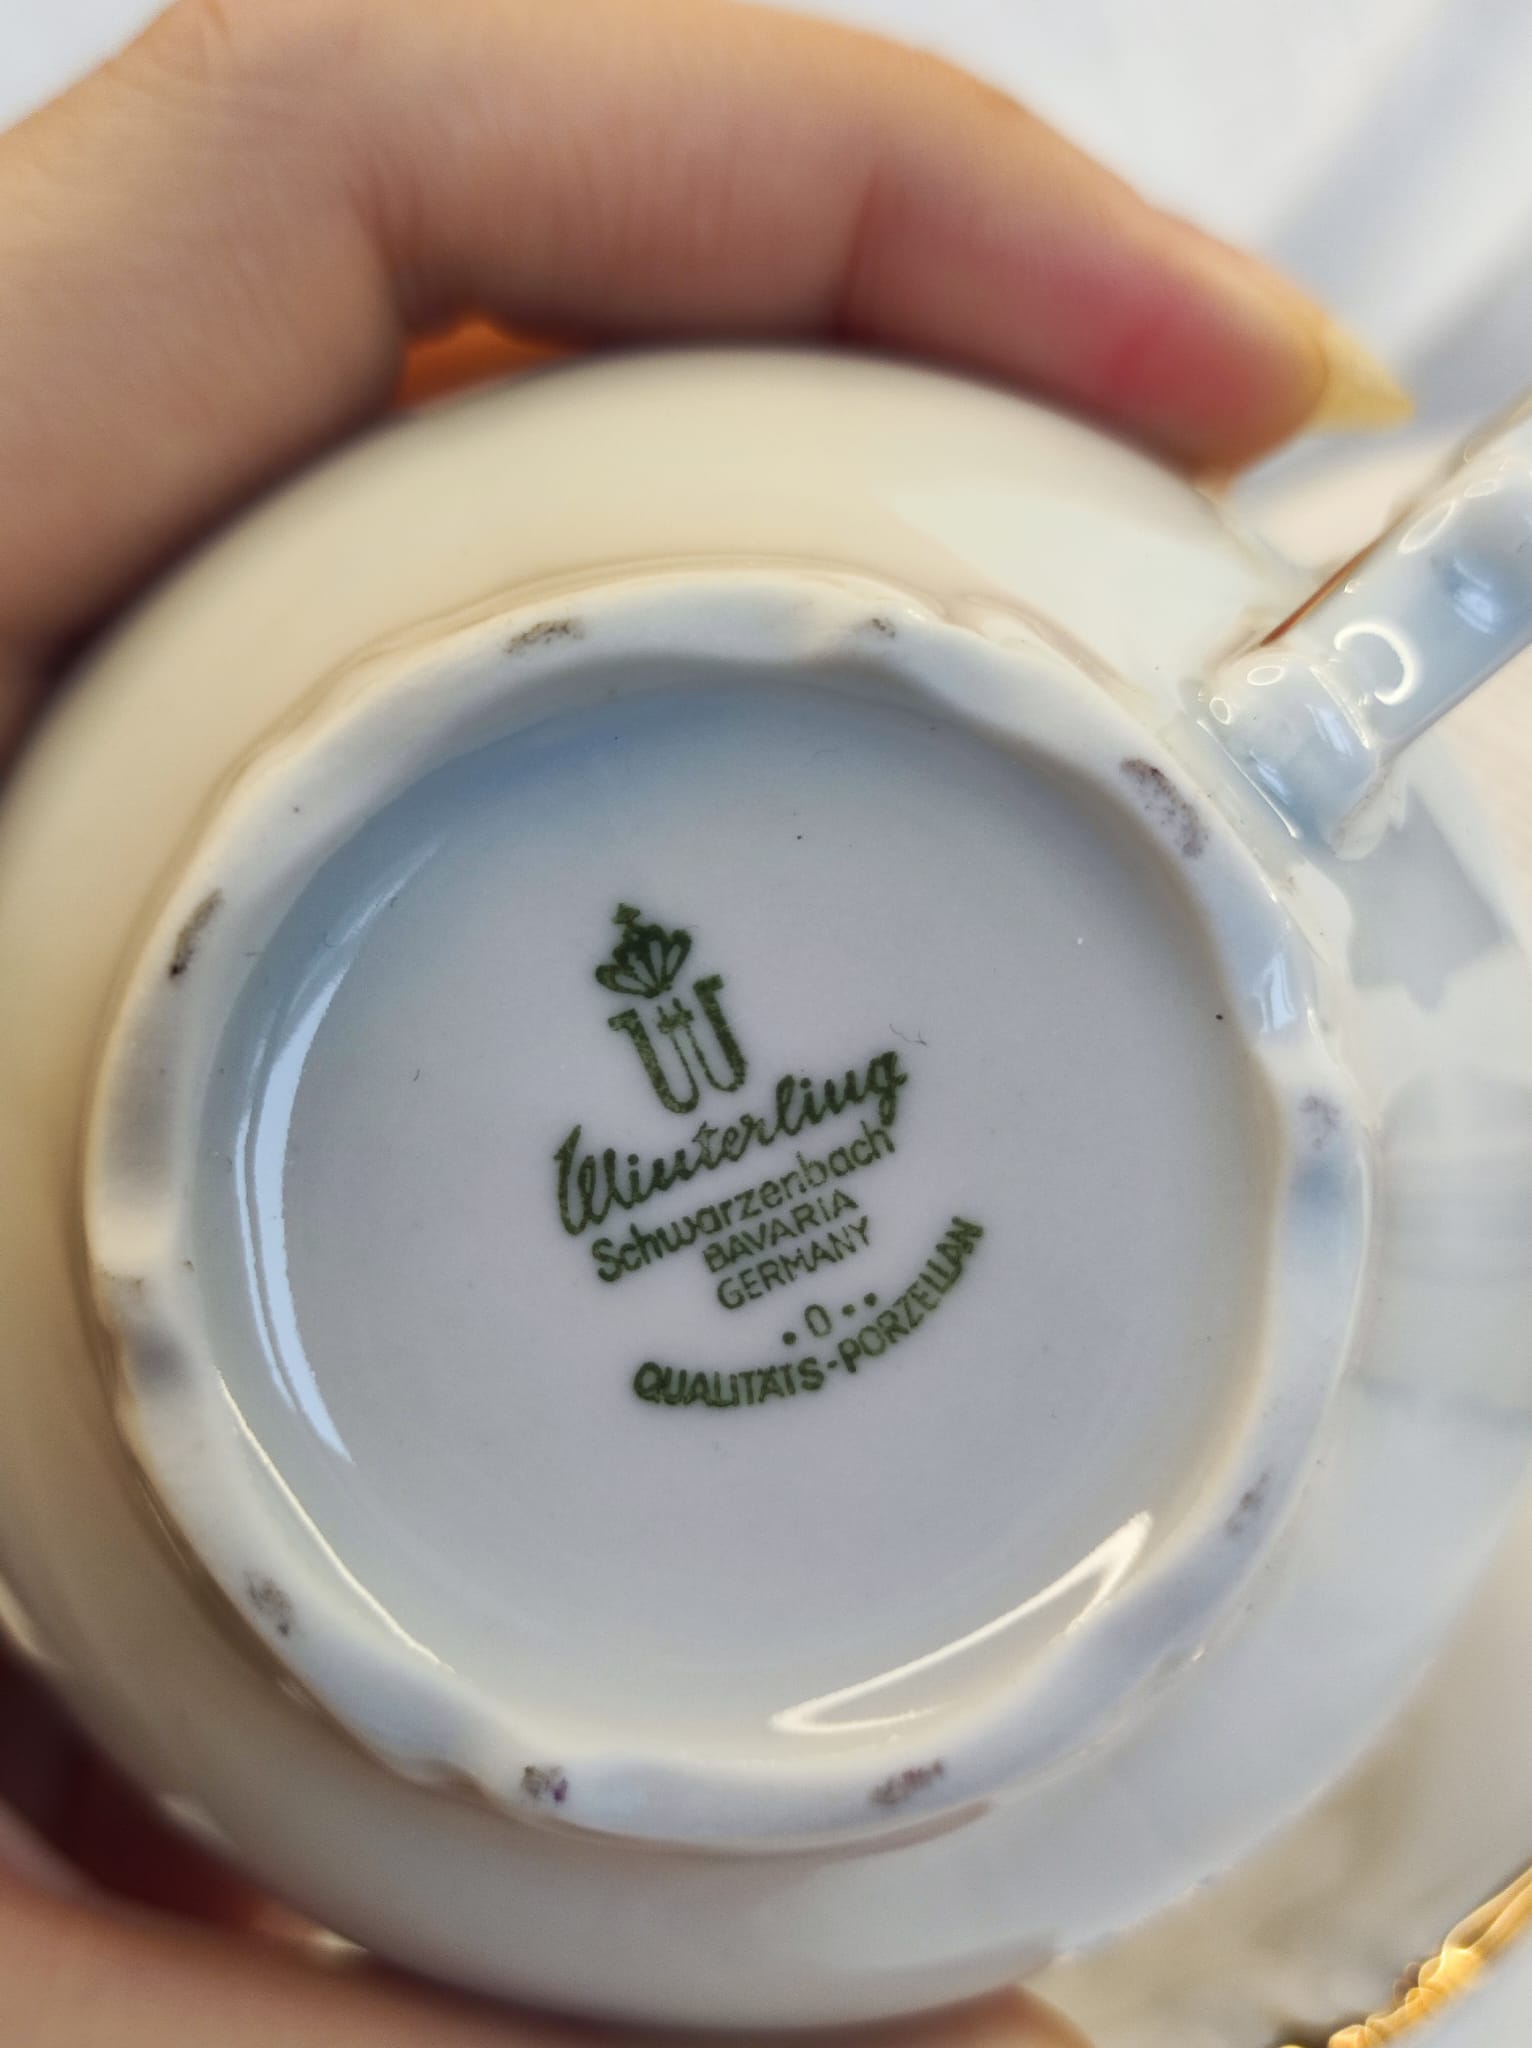 W
Winterling
Schwarzenbach
BAVARIA
GERMANY
. 0 . .
QUALITÄTS-PORZELLAN